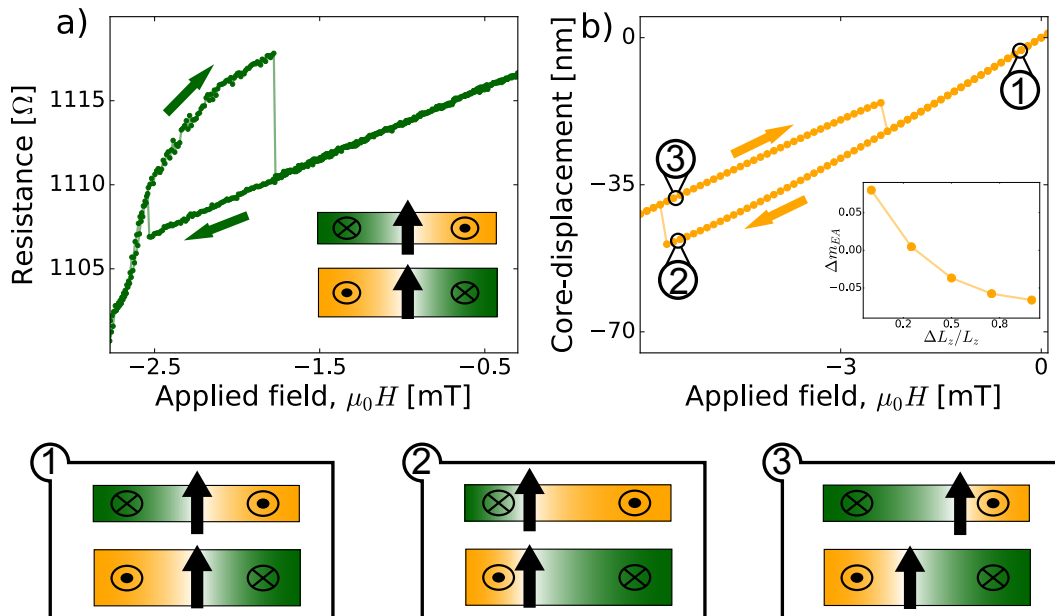 a)
Resistance [Ω]
1115
1110
1105
−2.5
−1.5
−0.5
Applied field, μ₀H [mT]
b)
Core-displacement [nm]
0
−35
−70
−3
0
Applied field, μ₀H [mT]
1
2
3
Δm_EA
0.05
0.00
−0.05
0.2
0.5
0.8
ΔL_z/L_z
1
2
3